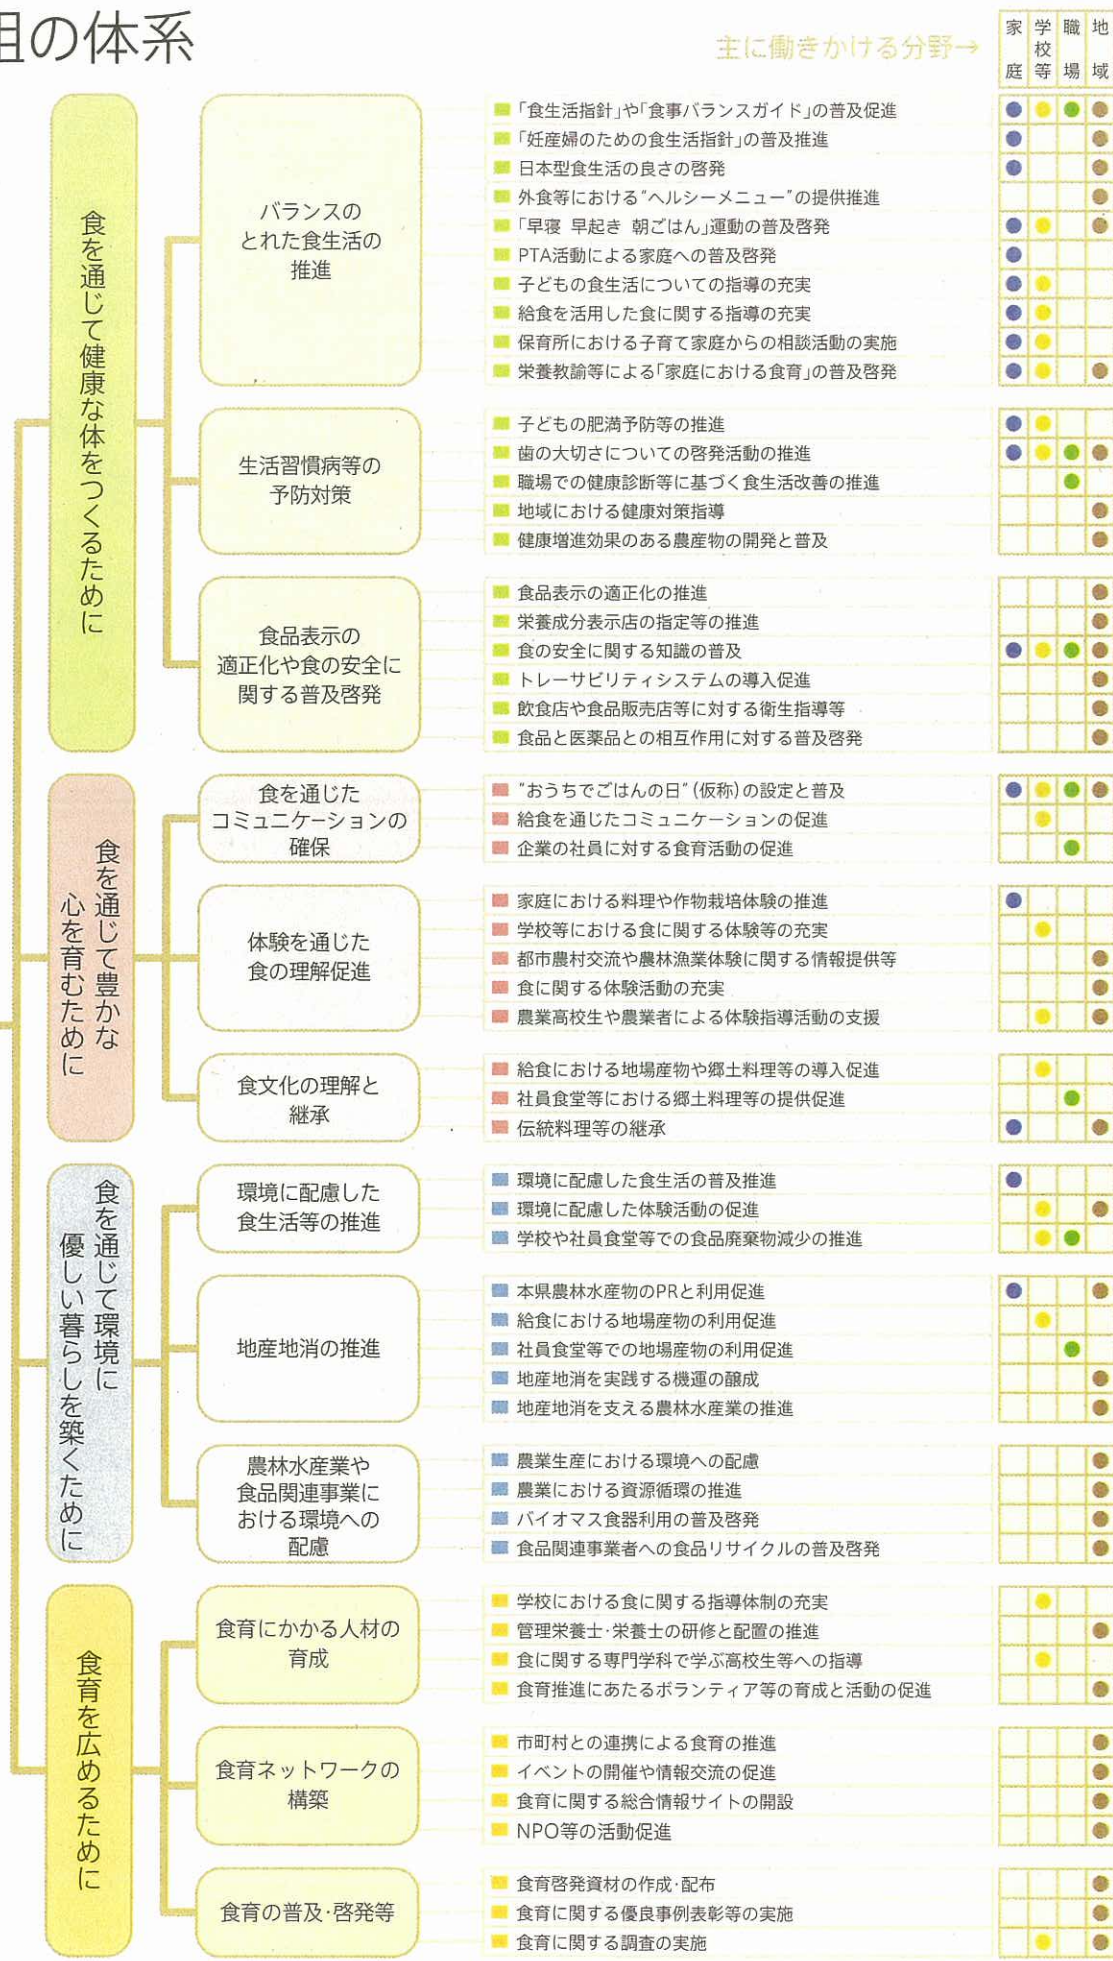 組の体系
主に働きかける分野→
家庭
学校等
職場
地域
食を通じて健康な体をつくるために
バランスの
とれた食生活の
推進
「食生活指針」や「食事バランスガイド」の普及促進
「妊産婦のための食生活指針」の普及推進
日本型食生活の良さの啓発
外食等における"ヘルシーメニュー"の提供推進
「早寝 早起き 朝ごはん」運動の普及啓発
PTA活動による家庭への普及啓発
子どもの食生活についての指導の充実
給食を活用した食に関する指導の充実
保育所における子育て家庭からの相談活動の実施
栄養教諭等による「家庭における食育」の普及啓発
生活習慣病等の
予防対策
子どもの肥満予防等の推進
歯の大切さについての啓発活動の推進
職場での健康診断等に基づく食生活改善の推進
地域における健康対策指導
健康増進効果のある農産物の開発と普及
食品表示の
適正化や食の安全に
関する普及啓発
食品表示の適正化の推進
栄養成分表示店の指定等の推進
食の安全に関する知識の普及
トレーサビリティシステムの導入促進
飲食店や食品販売店等に対する衛生指導等
食品と医薬品との相互作用に対する普及啓発
食を通じて豊かな
心を育むために
食を通じた
コミュニケーションの
確保
"おうちでごはんの日"(仮称)の設定と普及
給食を通じたコミュニケーションの促進
企業の社員に対する食育活動の促進
体験を通じた
食の理解促進
家庭における料理や作物栽培体験の推進
学校等における食に関する体験等の充実
都市農村交流や農林漁業体験に関する情報提供等
食に関する体験活動の充実
農業高校生や農業者による体験指導活動の支援
食文化の理解と
継承
給食における地場産物や郷土料理等の導入促進
社員食堂等における郷土料理等の提供促進
伝統料理等の継承
食を通じて環境に
優しい暮らしを築くために
環境に配慮した
食生活等の推進
環境に配慮した食生活の普及推進
環境に配慮した体験活動の促進
学校や社員食堂等での食品廃棄物減少の推進
地産地消の推進
本県農林水産物のPRと利用促進
給食における地場産物の利用促進
社員食堂等での地場産物の利用促進
地産地消を実践する機運の醸成
地産地消を支える農林水産業の推進
農林水産業や
食品関連事業に
おける環境への
配慮
農業生産における環境への配慮
農業における資源循環の推進
バイオマス食器利用の普及啓発
食品関連事業者への食品リサイクルの普及啓発
食育を広めるために
食育にかかる人材の
育成
学校における食に関する指導体制の充実
管理栄養士・栄養士の研修と配置の推進
食に関する専門学科で学ぶ高校生等への指導
食育推進にあたるボランティア等の育成と活動の促進
食育ネットワークの
構築
市町村との連携による食育の推進
イベントの開催や情報交流の促進
食育に関する総合情報サイトの開設
NPO等の活動促進
食育の普及・啓発等
食育啓発資材の作成・配布
食育に関する優良事例表彰等の実施
食育に関する調査の実施